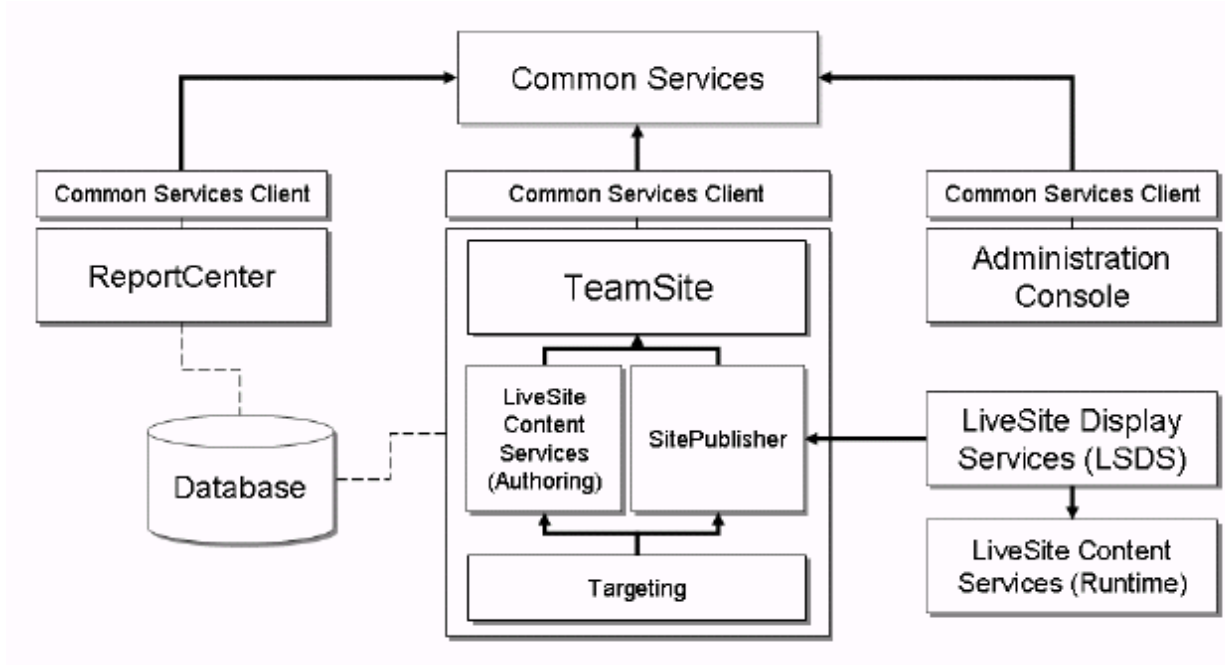 Common Services
Common Services Client
Common Services Client
Common Services Client
ReportCenter
TeamSite
Administration
Console
LiveSite
Content
Services
(Authoring)
SitePublisher
LiveSite Display
Services (LSDS)
Database
LiveSite Content
Services (Runtime)
Targeting